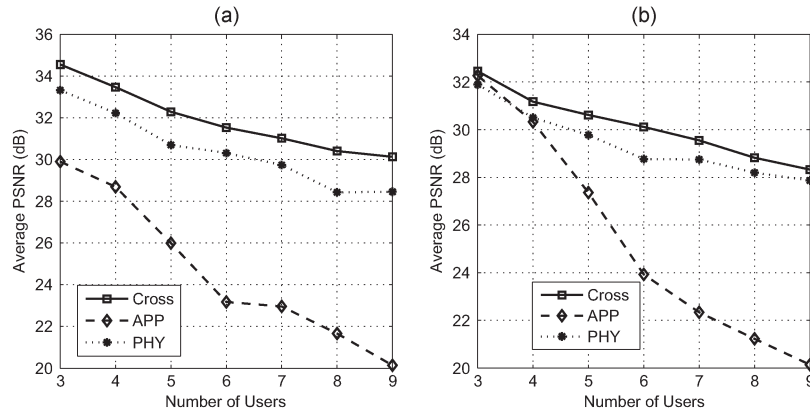 (a)
36
34
32
30
28
26
24
22
20
Average PSNR (dB)
Cross
APP
PHY
3 4 5 6 7 8 9
Number of Users
(b)
34
32
30
28
26
24
22
20
Average PSNR (dB)
Cross
APP
PHY
3 4 5 6 7 8 9
Number of Users